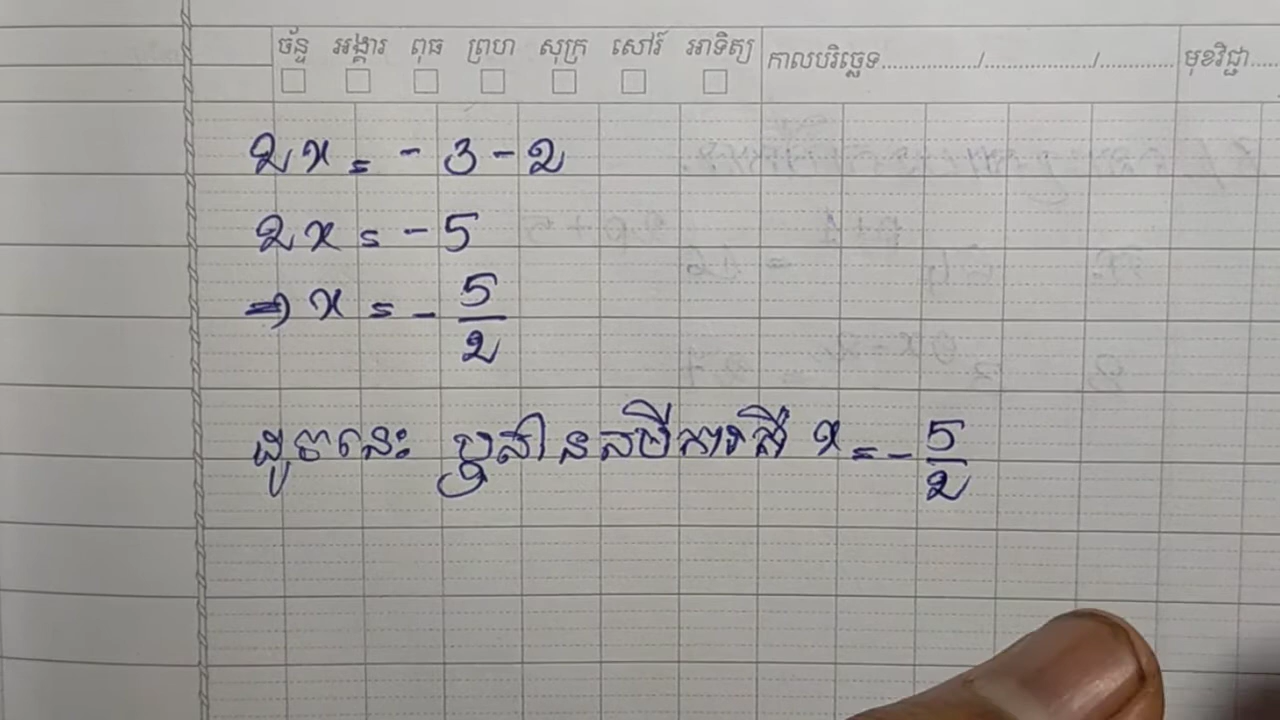 ច័ន្ទ អង្គារ ពុធ ព្រហ សុក្រ សៅរ៍ អាទិត្យ កាលបរិច្ឆេទ............../................./............ មុខវិជ្ជា.....
2x = - 3 - 2
2x = - 5
⇒ x = - 5/2
ដូចនេះ ឬសនៃសមីការគឺ x = - 5/2